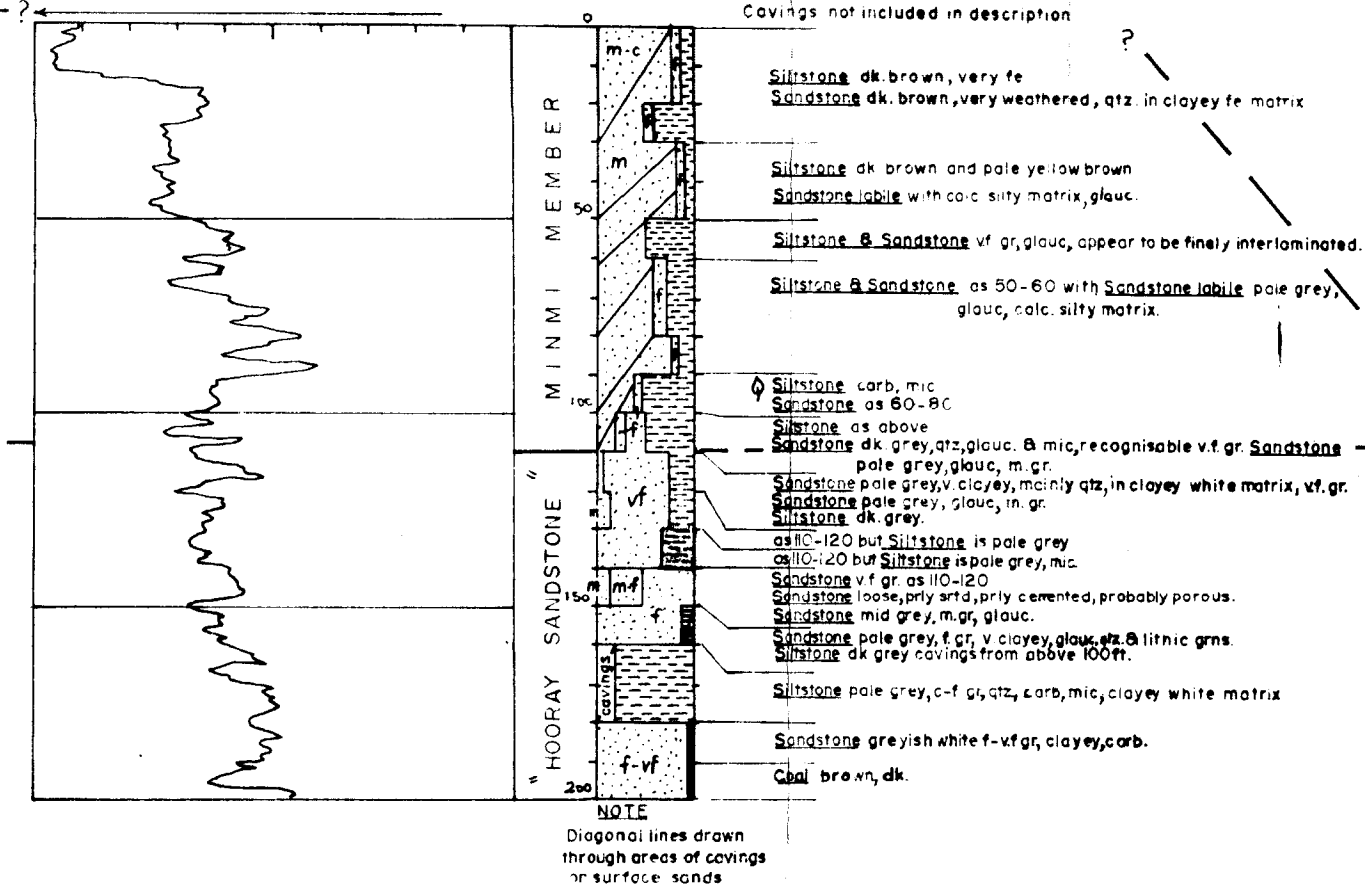 - ?
0
Cavings not included in description
?
m-c
Siltstone dk. brown, very fe
Sandstone dk. brown, very weathered, qtz. in clayey fe matrix
MINMI MEMBER
m
Siltstone dk brown and pale yellow brown
Sandstone labile with calc silty matrix, glauc.
50
Siltstone & Sandstone v.f gr, glauc, appear to be finely interlaminated.
f
Siltstone & Sandstone as 50-60 with Sandstone labile pale grey,
glauc, calc. silty matrix.
Siltstone carb, mic
Sandstone as 60-80
f
Siltstone as above
Sandstone dk. grey, qtz, glauc. & mic, recognisable v.f. gr. Sandstone
pale grey, glauc, m. gr.
"HOORAY SANDSTONE"
vf
Sandstone pale grey, v. clayey, mainly qtz, in clayey white matrix, v.f. gr.
Sandstone pale grey, glauc, m. gr.
m
Siltstone dk. grey.
as 110-120 but Siltstone is pale grey
as 110-120 but Siltstone is pale grey, mic.
m
m-f
Sandstone v.f gr. as 110-120
150
Sandstone loose, prly srtd, prly cemented, probably porous.
f
Sandstone mid grey, m. gr, glauc.
Sandstone pale grey, f. gr, v. clayey, glauc, qtz. & lithic grns.
Siltstone dk grey cavings from above 100ft.
cavings
Siltstone pale grey, c-f gr, qtz, carb, mic, clayey white matrix
Sandstone greyish white f-v.f gr, clayey, carb.
f-vf
Coal brown, dk.
200
NOTE
Diagonal lines drawn
through areas of cavings
or surface sands